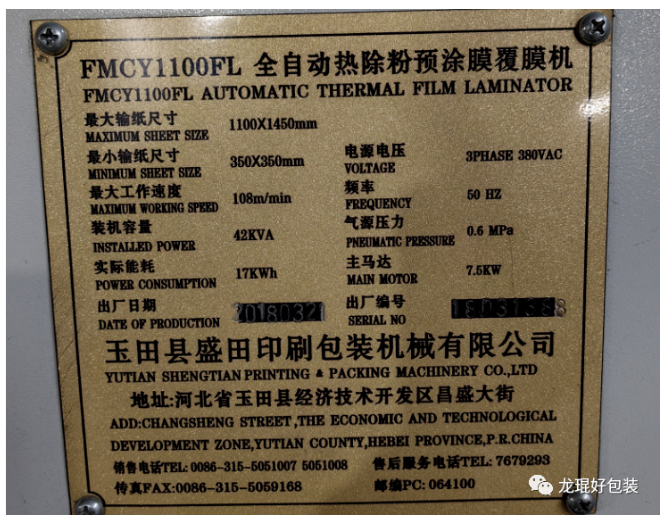 FMCY1100FL 全自动热除粉预涂膜覆膜机
FMCY1100FL AUTOMATIC THERMAL FILM LAMINATOR
最大输纸尺寸
MAXIMUM SHEET SIZE
1100X1450mm
最小输纸尺寸
MINIMUM SHEET SIZE
350X350mm
电源电压
VOLTAGE
3PHASE 380VAC
最大工作速度
MAXIMUM WORKING SPEED
108m/min
频率
FREQUENCY
50 HZ
装机容量
INSTALLED POWER
42KVA
气源压力
PNEUMATIC PRESSURE
0.6 MPa
实际能耗
POWER CONSUMPTION
17KWh
主马达
MAIN MOTOR
7.5KW
出厂日期
DATE OF PRODUCTION
出厂编号
SERIAL NO
玉田县盛田印刷包装机械有限公司
YUTIAN SHENGTIAN PRINTING & PACKING MACHINERY CO.,LTD
地址:河北省玉田县经济技术开发区昌盛大街
ADD:CHANGSHENG STREET,THE ECONOMIC AND TECHNOLOGICAL
DEVELOPMENT ZONE,YUTIAN COUNTY,HEBEI PROVINCE,P.R.CHINA
销售电话TEL: 0086-315-5051007 5051008 售后服务电话TEL: 7679293
传真FAX:0086-315-5059168 邮编PC: 064100
龙琨好包装